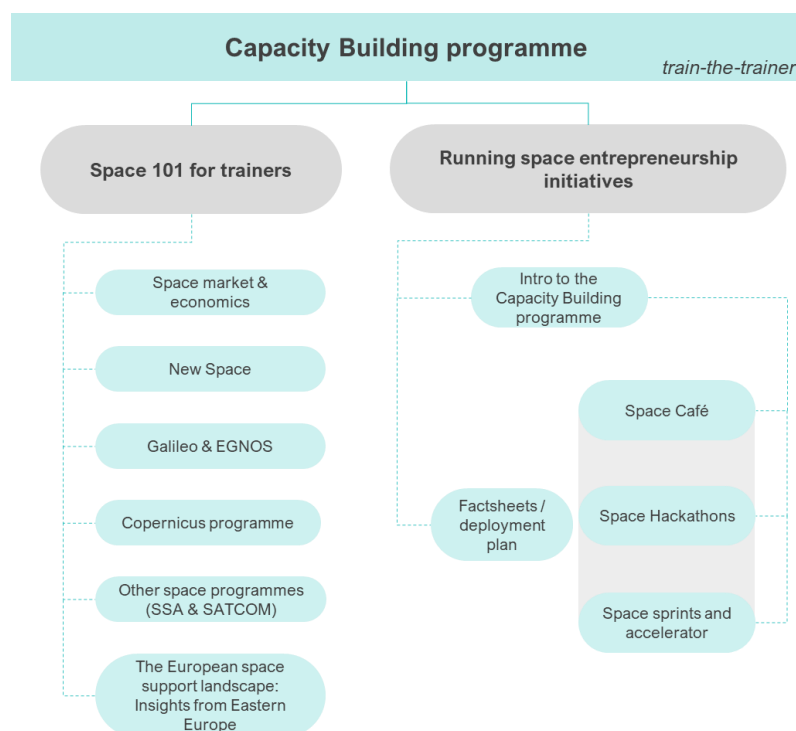 Capacity Building programme
train-the-trainer
Space 101 for trainers
Running space entrepreneurship
initiatives
Space market &
economics
New Space
Galileo & EGNOS
Copernicus programme
Other space programmes
(SSA & SATCOM)
The European space
support landscape:
Insights from Eastern
Europe
Intro to the
Capacity Building
programme
Space Café
Factsheets /
deployment
plan
Space Hackathons
Space sprints and
accelerator